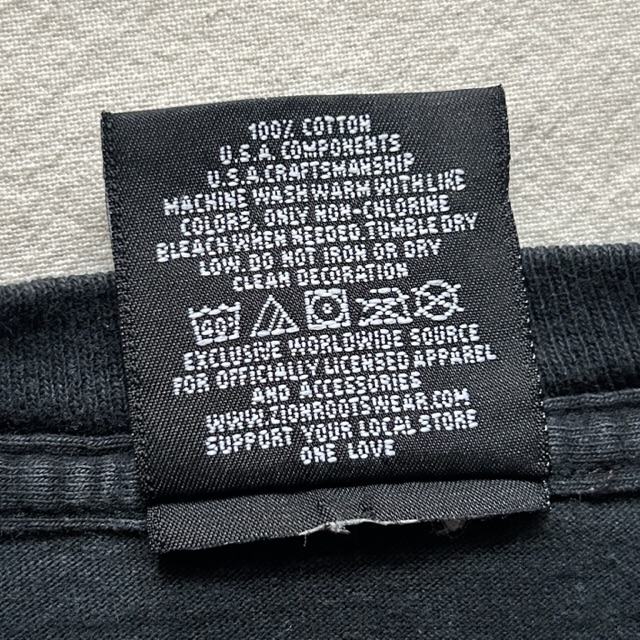 100% COTTON
U.S.A. COMPONENTS
U.S.A CRAFTSMANSHIP
MACHINE WASH WARM WITH LIKE
COLORS, ONLY NON-CHLORINE
BLEACH WHEN NEEDED. TUMBLE DRY
LOW. DO NOT IRON OR DRY
CLEAN DECORATION
EXCLUSIVE WORLDWIDE SOURCE
FOR OFFICIALLY LICENSED APPAREL
AND ACCESSORIES
WWW.ZIONROOTSWEAR.COM
SUPPORT YOUR LOCAL STORE
ONE LOVE